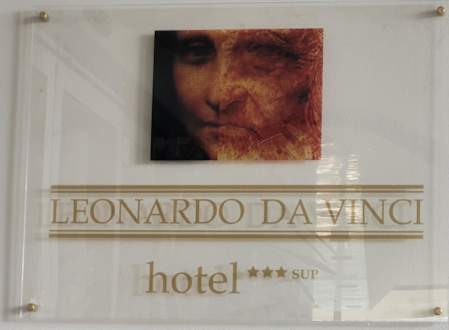 LEONARDO DA VINCI
hotel ★★★ SUP